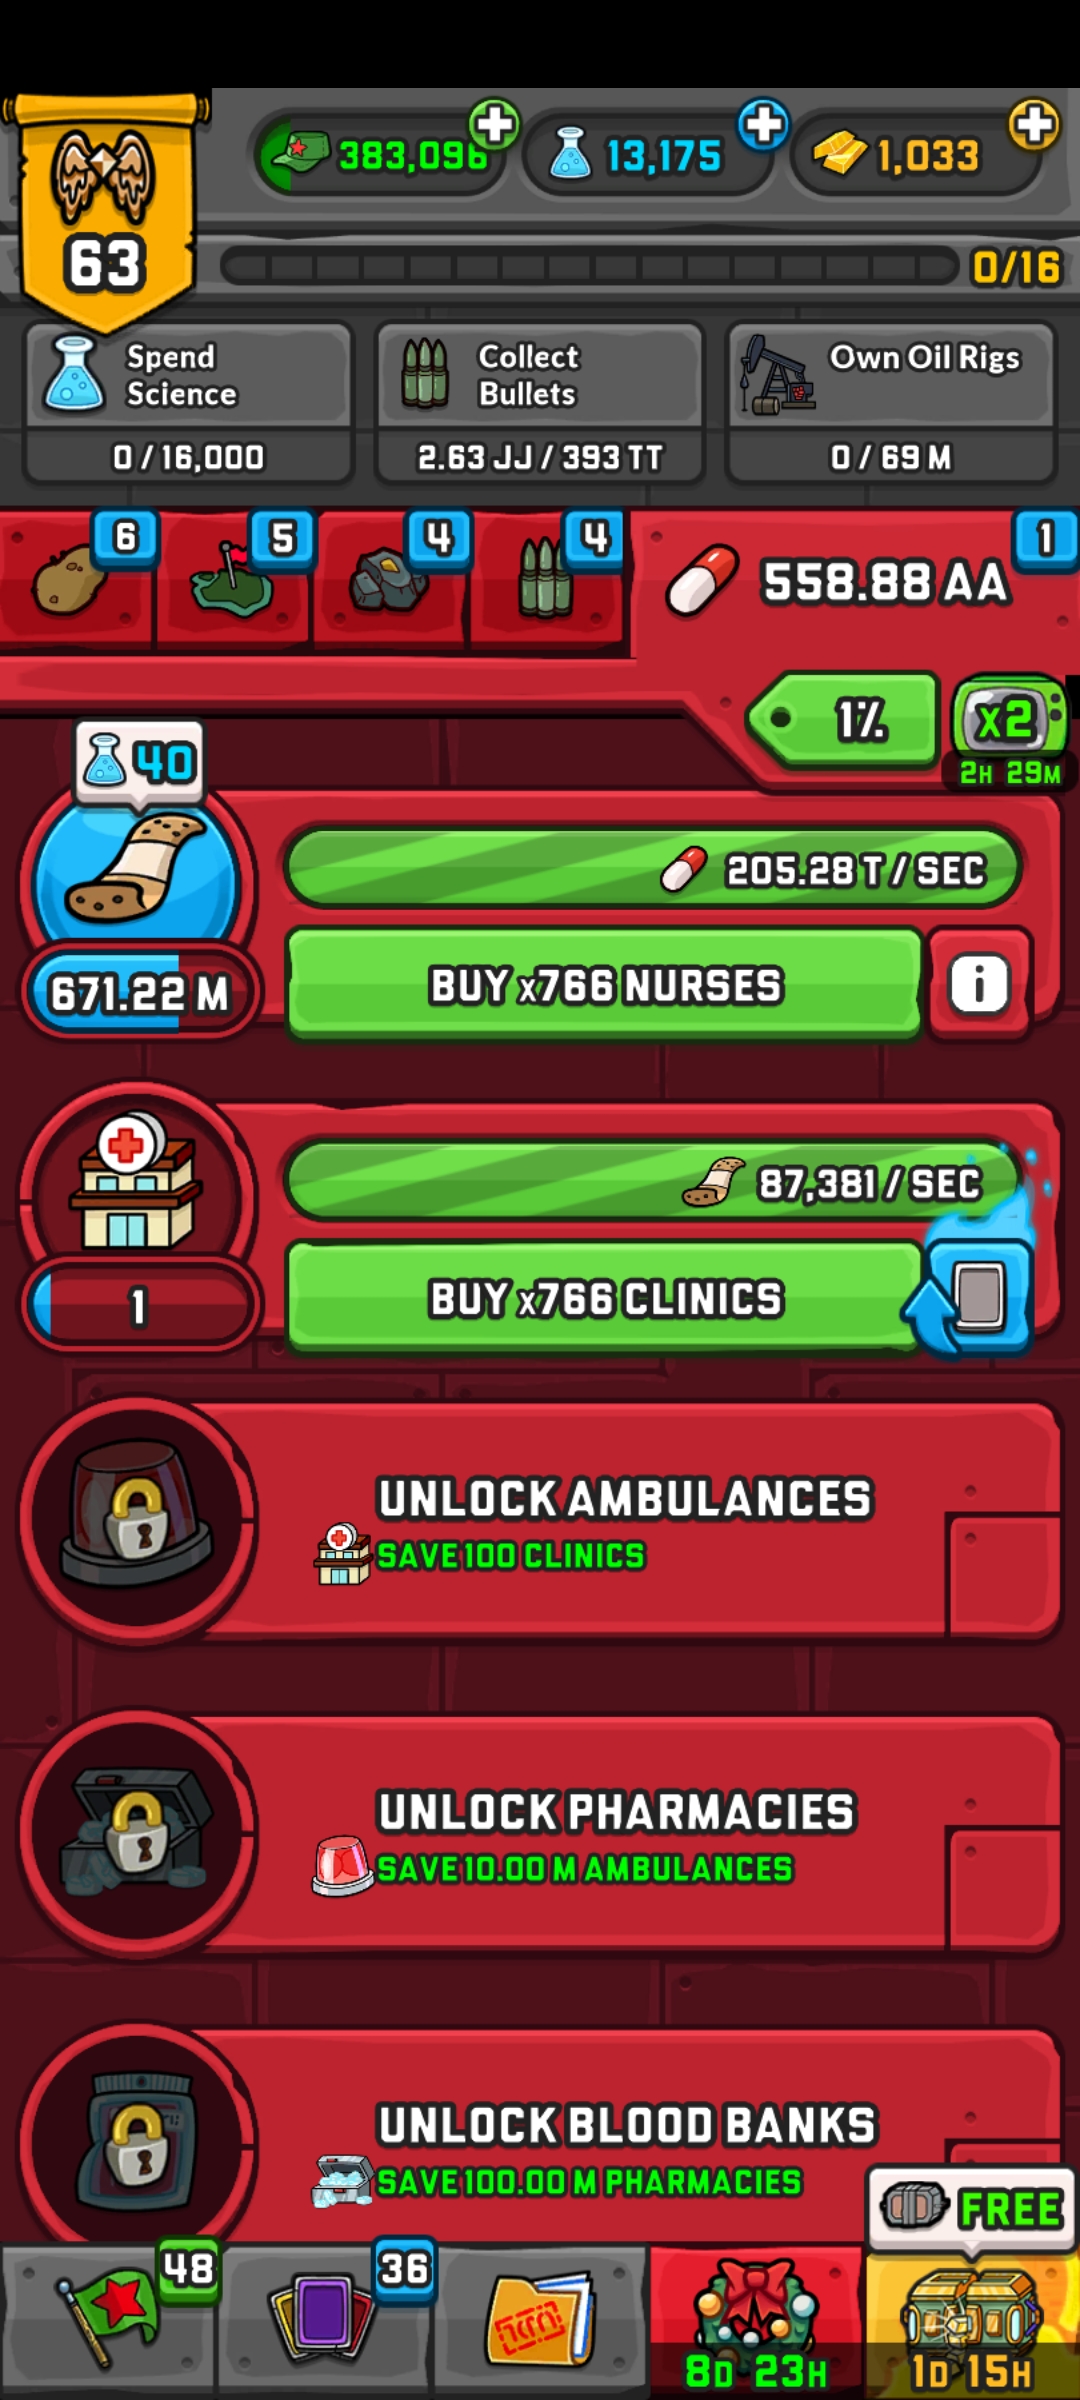 383,096
13,175
1,033
63
0/16
Spend
Science
0 / 16,000
Collect
Bullets
2.63 JJ / 393 TT
Own Oil Rigs
0 / 69 M
6
5
4
4
1
558.88 AA
1%
x2
2H 29M
40
205.28 T / SEC
671.22 M
BUY x766 NURSES
i
87,381 / SEC
1
BUY x766 CLINICS
UNLOCK AMBULANCES
SAVE 100 CLINICS
UNLOCK PHARMACIES
SAVE 10.00 M AMBULANCES
UNLOCK BLOOD BANKS
SAVE 100.00 M PHARMACIES
FREE
48
36
8D 23H
1D 15H